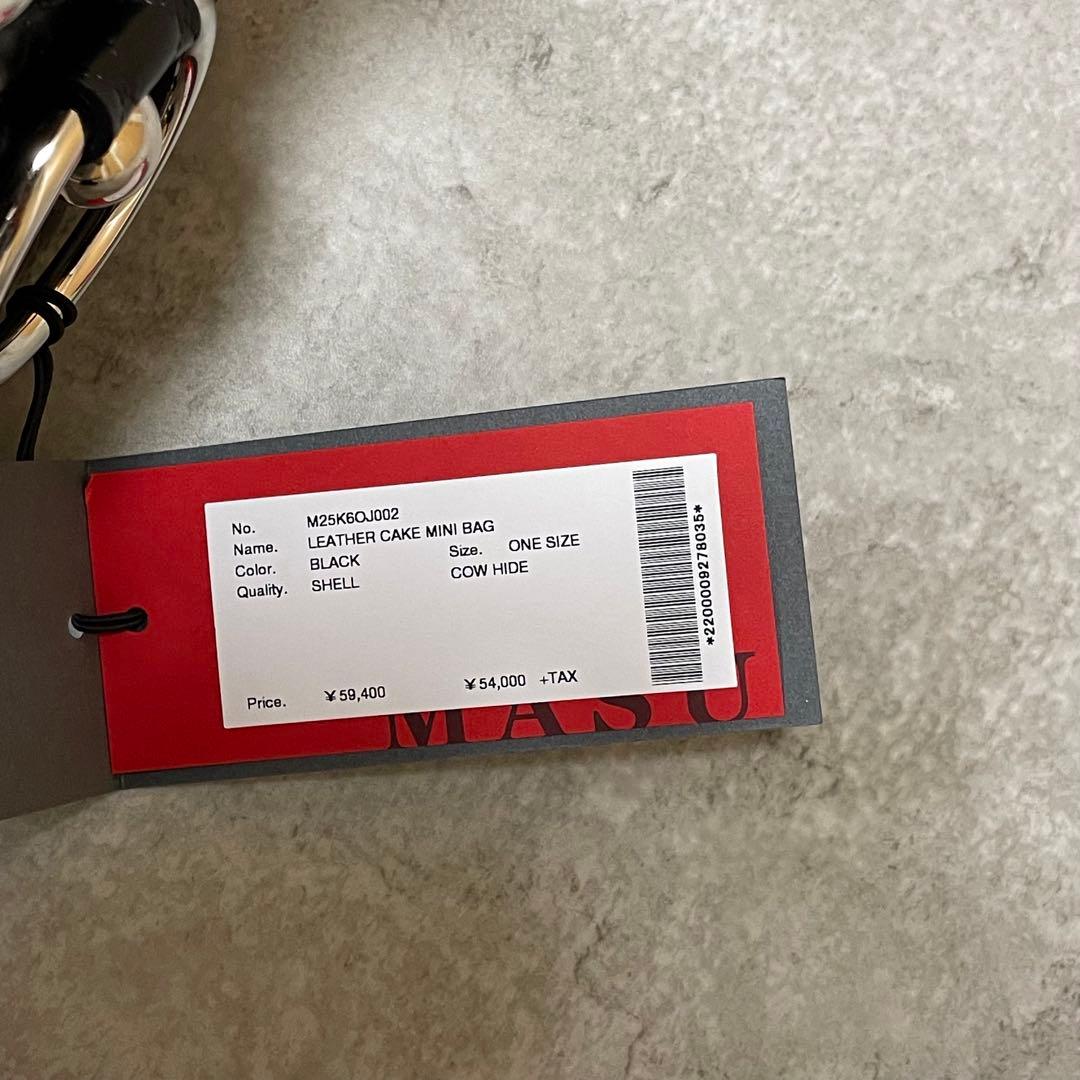 No. M25K6OJ002
Name. LEATHER CAKE MINI BAG
Color. BLACK Size. ONE SIZE
Quality. SHELL COW HIDE
Price. ¥59,400 ¥54,000 +TAX
*2200009278035*
MASU